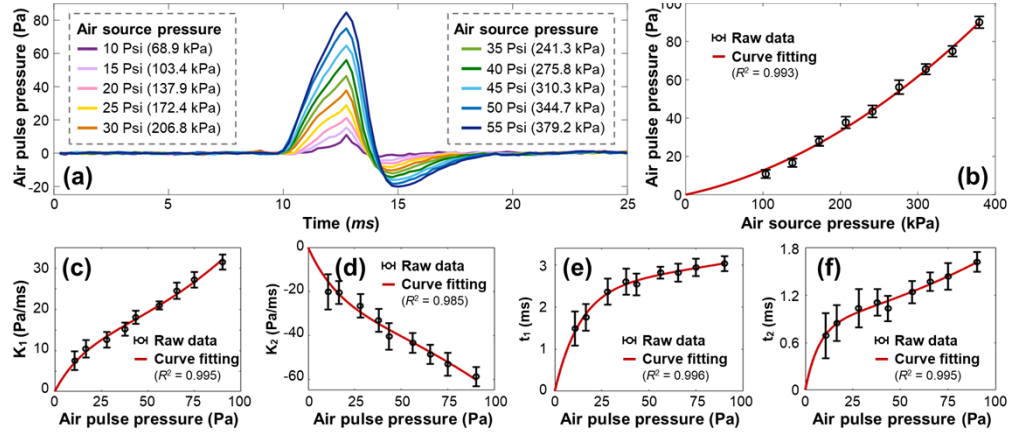 Air pulse pressure (Pa)
80
60
40
20
0
-20
Air source pressure
10 Psi (68.9 kPa)
15 Psi (103.4 kPa)
20 Psi (137.9 kPa)
25 Psi (172.4 kPa)
30 Psi (206.8 kPa)
Air source pressure
35 Psi (241.3 kPa)
40 Psi (275.8 kPa)
45 Psi (310.3 kPa)
50 Psi (344.7 kPa)
55 Psi (379.2 kPa)
(a)
0 5 10 15 20 25
Time (ms)
Air pulse pressure (Pa)
100
80
60
40
20
0
Raw data
Curve fitting
(R² = 0.993)
(b)
0 100 200 300 400
Air source pressure (kPa)
(c)
K₁ (Pa/ms)
30
20
10
0
Raw data
Curve fitting
(R² = 0.995)
0 25 50 75 100
Air pulse pressure (Pa)
(d)
K₂ (Pa/ms)
0
-20
-40
-60
Raw data
Curve fitting
(R² = 0.985)
0 25 50 75 100
Air pulse pressure (Pa)
(e)
t₁ (ms)
3
2
1
0
Raw data
Curve fitting
(R² = 0.996)
0 25 50 75 100
Air pulse pressure (Pa)
(f)
t₂ (ms)
1.8
1.2
0.6
0
Raw data
Curve fitting
(R² = 0.995)
0 25 50 75 100
Air pulse pressure (Pa)